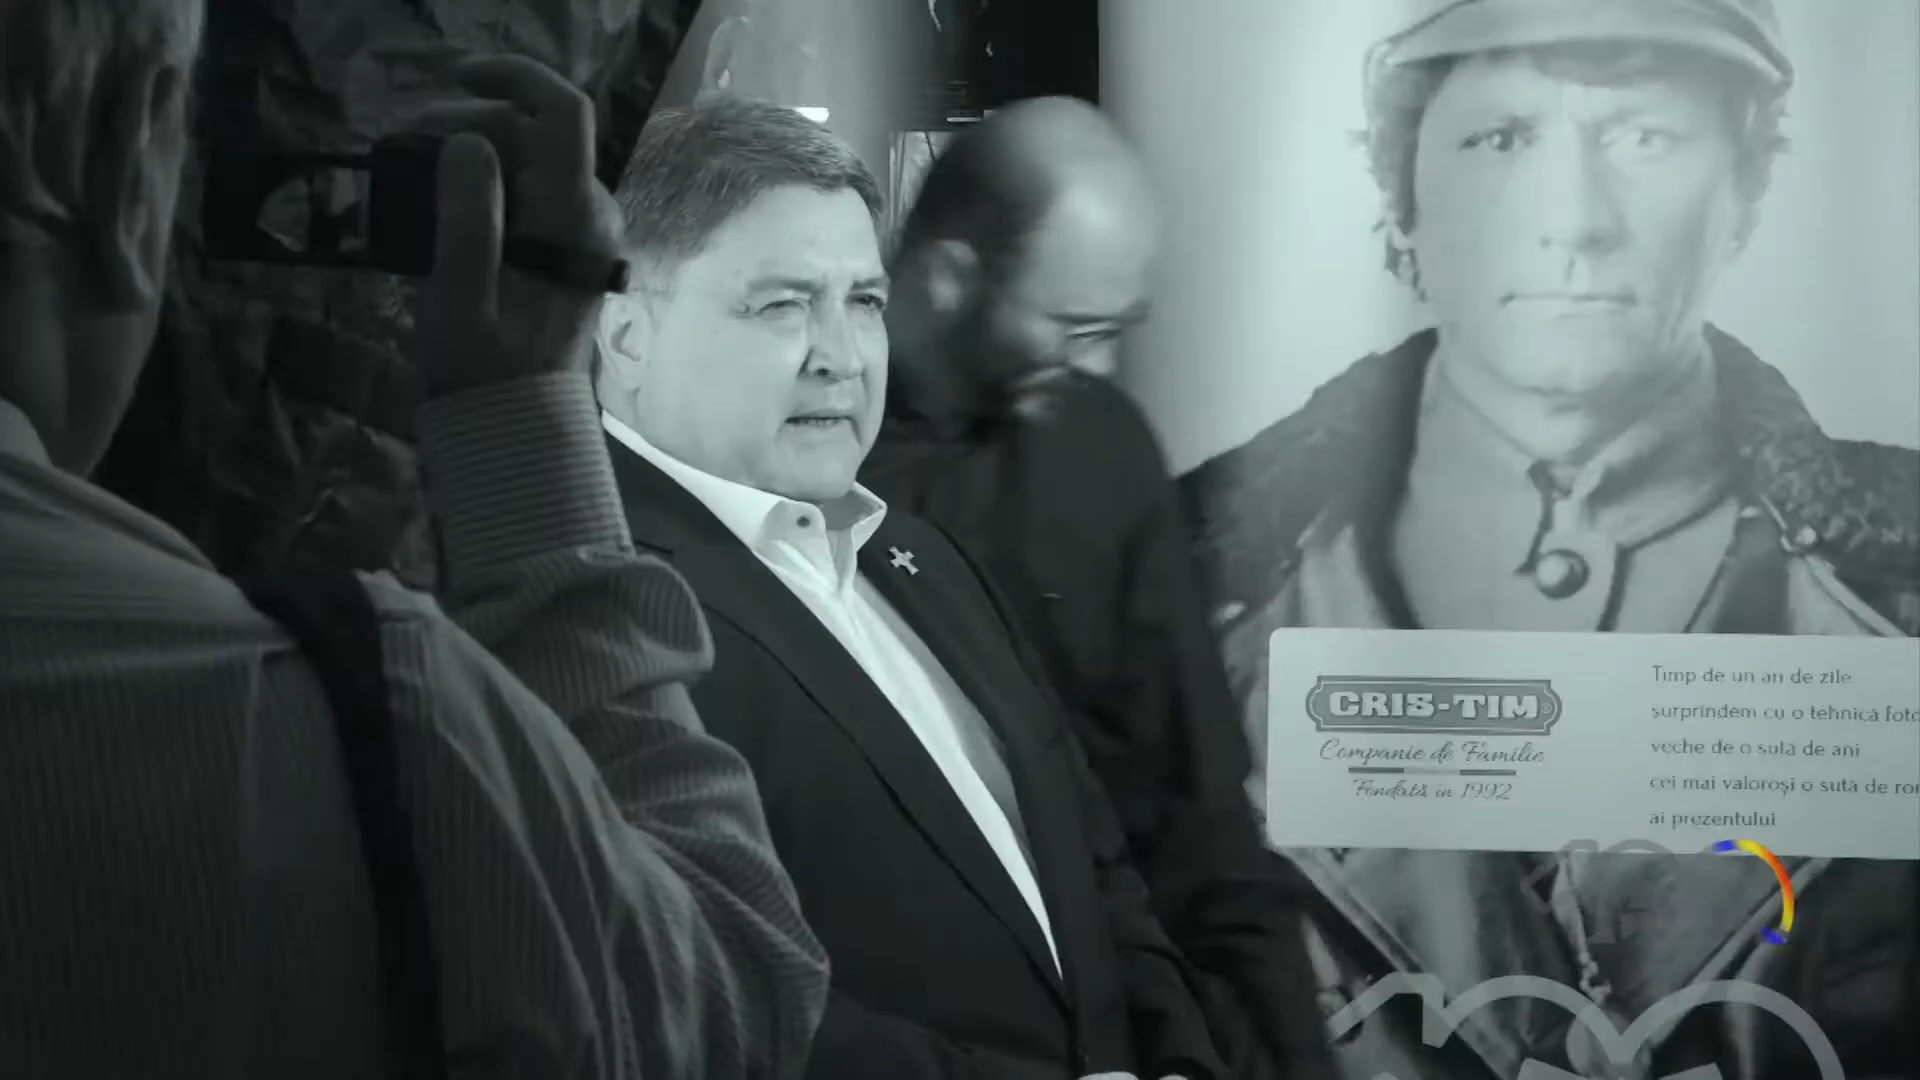 CRIS-TIM
Companie de Familie
Fondată în 1992
Timp de un an de zile
surprindem cu o tehnică foto
veche de o sută de ani
cei mai valoroși o sută de ro
ai prezentului
100